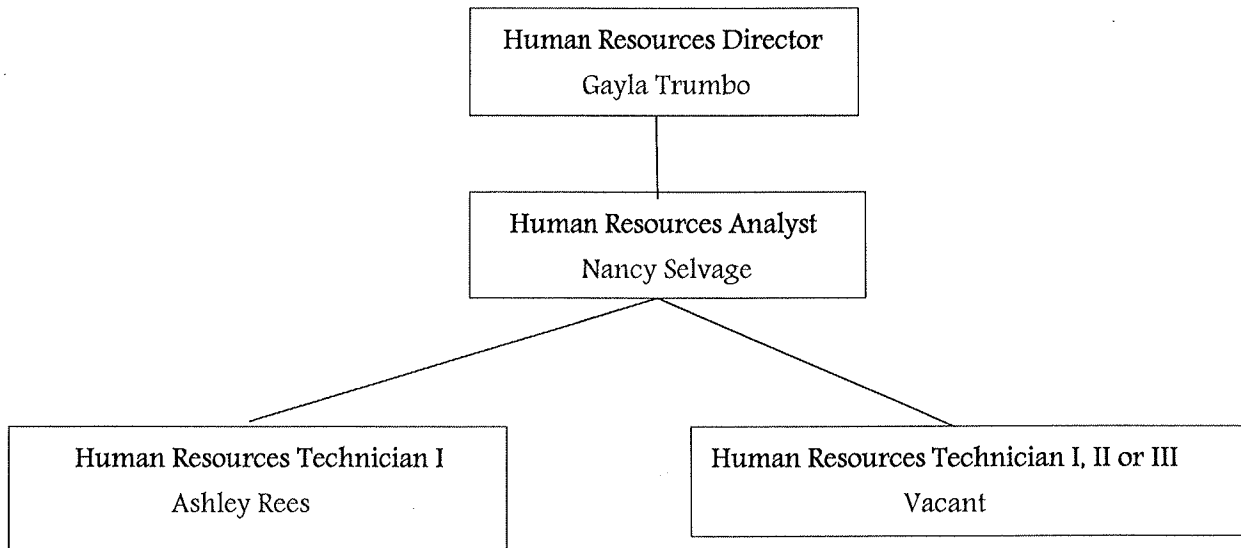 Human Resources Director
Gayla Trumbo
Human Resources Analyst
Nancy Selvage
Human Resources Technician I
Ashley Rees
Human Resources Technician I, II or III
Vacant